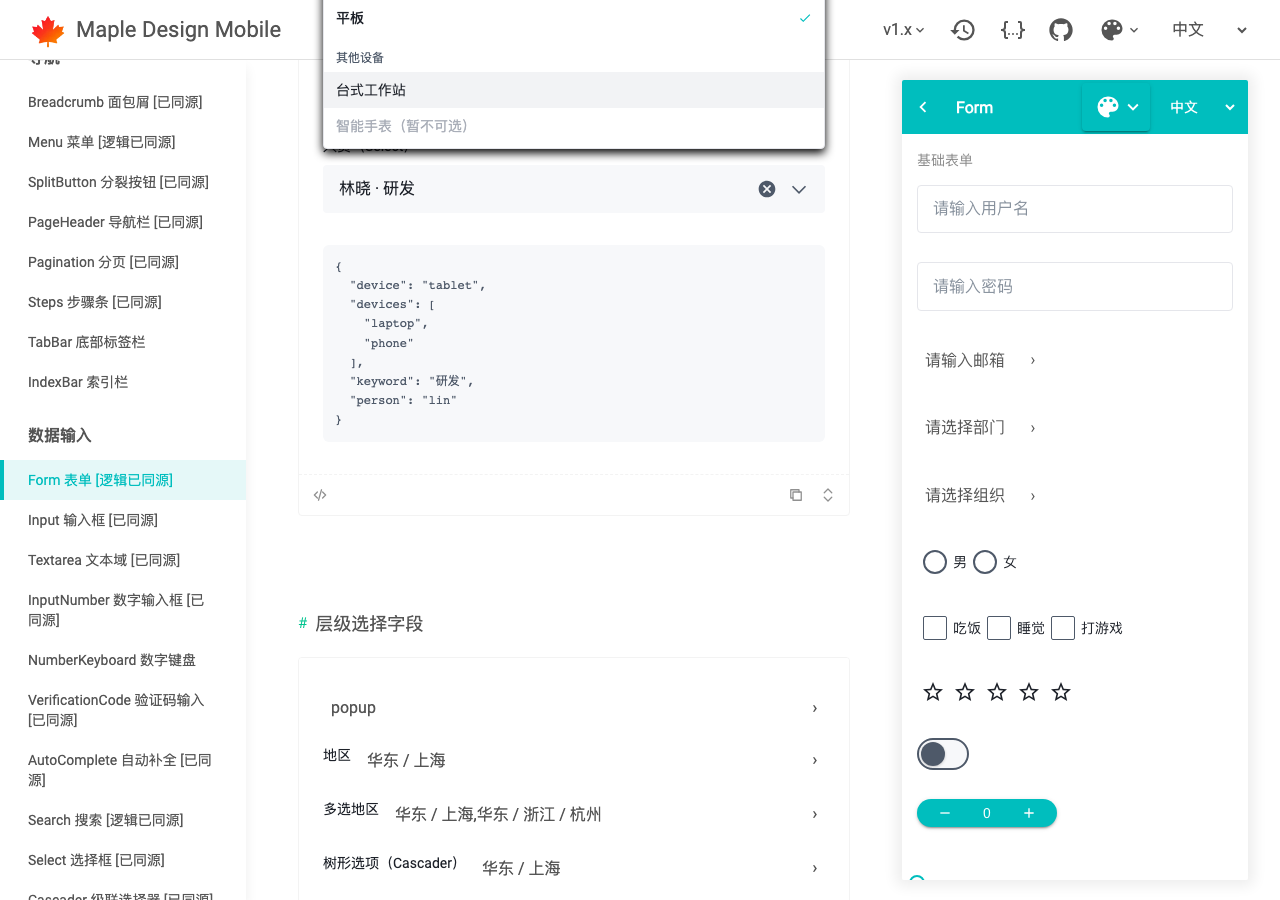 Maple Design Mobile
v1.x
{..}
中文
导航
Breadcrumb 面包屑 [已同源]
Menu 菜单 [逻辑已同源]
SplitButton 分裂按钮 [已同源]
PageHeader 导航栏 [已同源]
Pagination 分页 [已同源]
Steps 步骤条 [已同源]
TabBar 底部标签栏
IndexBar 索引栏
数据输入
Form 表单 [逻辑已同源]
Input 输入框 [已同源]
Textarea 文本域 [已同源]
InputNumber 数字输入框 [已
同源]
NumberKeyboard 数字键盘
VerificationCode 验证码输入
[已同源]
AutoComplete 自动补全 [已同
源]
Search 搜索 [逻辑已同源]
Select 选择框 [已同源]
Cascader 级联选择器 [已同源]
平板
其他设备
台式工作站
智能手表（暂不可选）
林晓 · 研发
{
"device": "tablet",
"devices": [
"laptop",
"phone"
],
"keyword": "研发",
"person": "lin"
}
# 层级选择字段
popup
地区 华东 / 上海
多选地区 华东 / 上海,华东 / 浙江 / 杭州
树形选项（Cascader） 华东 / 上海
Form
中文
基础表单
请输入用户名
请输入密码
请输入邮箱
请选择部门
请选择组织
男 女
吃饭 睡觉 打游戏
0